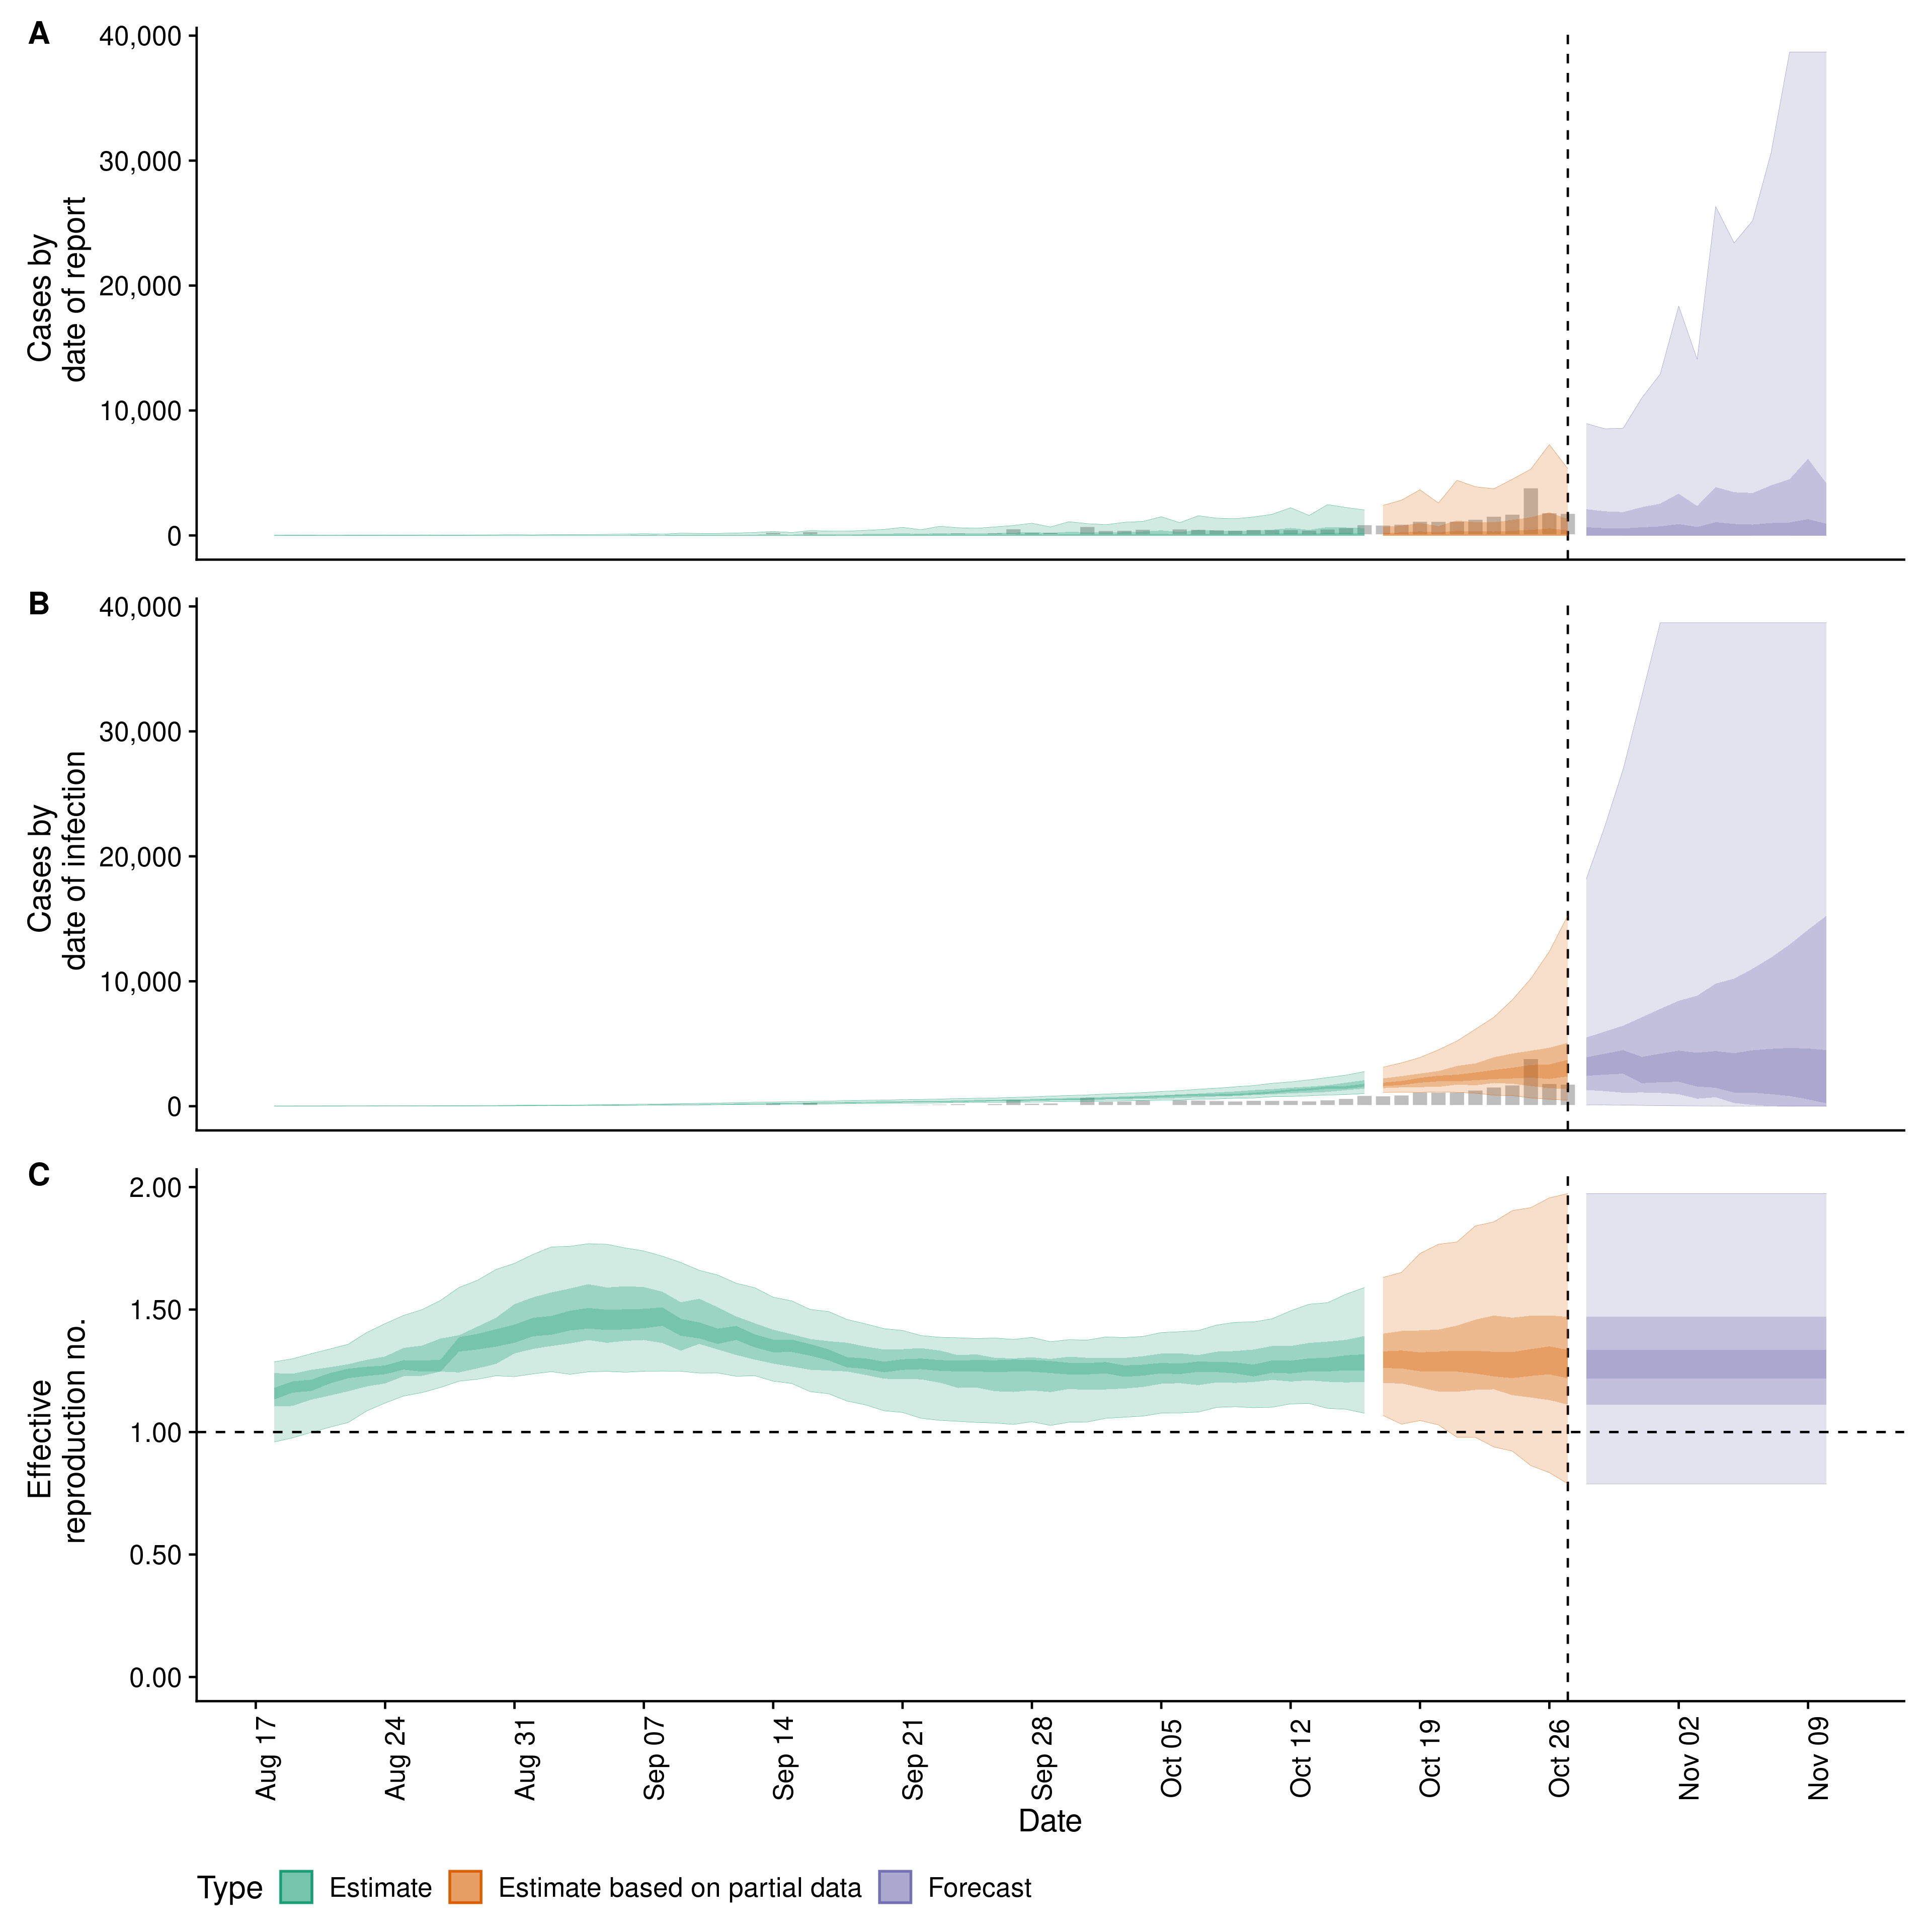 A
40,000
30,000
20,000
10,000
0
Cases by
date of report
B
40,000
30,000
20,000
10,000
0
Cases by
date of infection
C
2.00
1.50
1.00
0.50
0.00
Effective
reproduction no.
Aug 17
Aug 24
Aug 31
Sep 07
Sep 14
Sep 21
Sep 28
Oct 05
Oct 12
Oct 19
Oct 26
Nov 02
Nov 09
Date
Type Estimate Estimate based on partial data Forecast